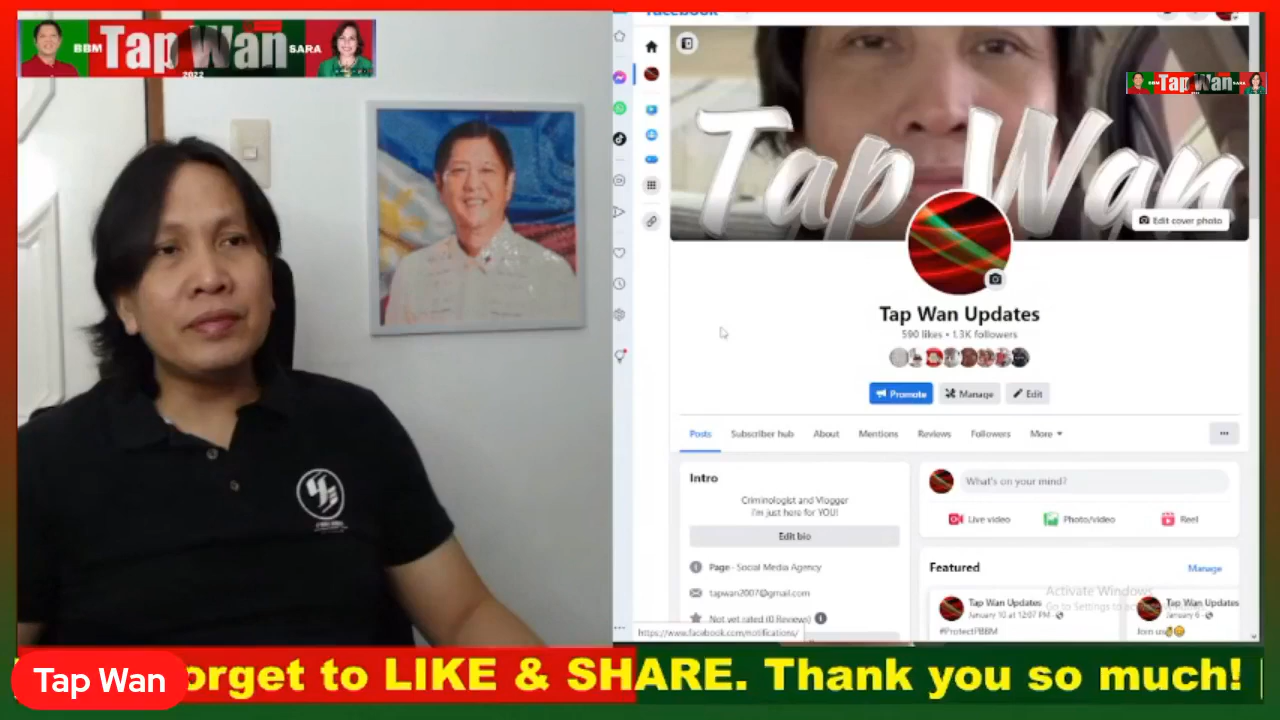 BBM Tap Wan SARA
2022
facebook
BBM Tap Wan SARA
Tap Wan
Edit cover photo
Tap Wan Updates
590 likes • 1.3K followers
Promote
Manage
Edit
Posts
Subscriber hub
About
Mentions
Reviews
Followers
More
Intro
Criminologist and Vlogger
I'm just here for YOU!
Edit bio
Page · Social Media Agency
tapwan2007@gmail.com
Not yet rated (0 Reviews)
What's on your mind?
Live video
Photo/video
Reel
Featured
Manage
Tap Wan Updates
January 10 at 12:07 PM
#ProtectPBBM
Tap Wan Updates
January 6
Activate Windows
Go to Settings to
https://www.facebook.com/notifications/
Tap Wan
orget to LIKE & SHARE. Thank you so much!